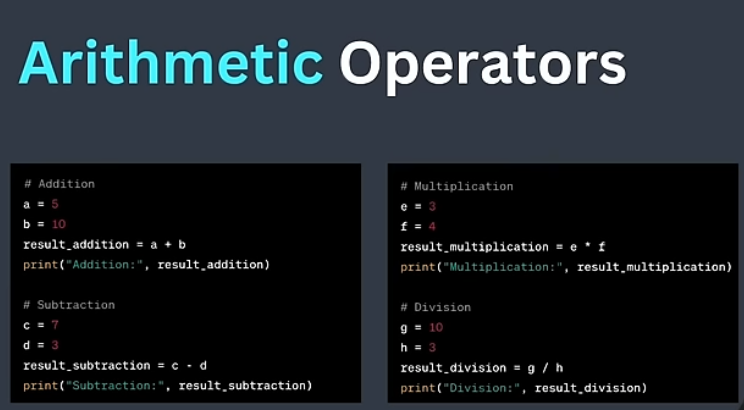 Arithmetic Operators
# Addition
a = 5
b = 10
result_addition = a + b
print("Addition:", result_addition)
# Subtraction
c = 7
d = 3
result_subtraction = c - d
print("Subtraction:", result_subtraction)
# Multiplication
e = 3
f = 4
result_multiplication = e * f
print("Multiplication:", result_multiplication)
# Division
g = 10
h = 3
result_division = g / h
print("Division:", result_division)